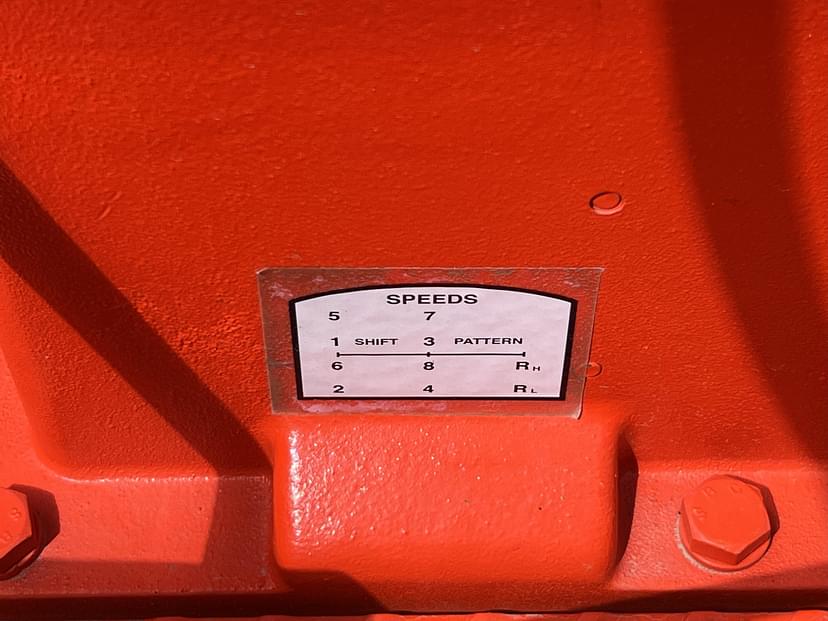 SPEEDS
5 7
1 SHIFT 3 PATTERN
6 8 RH
2 4 RL